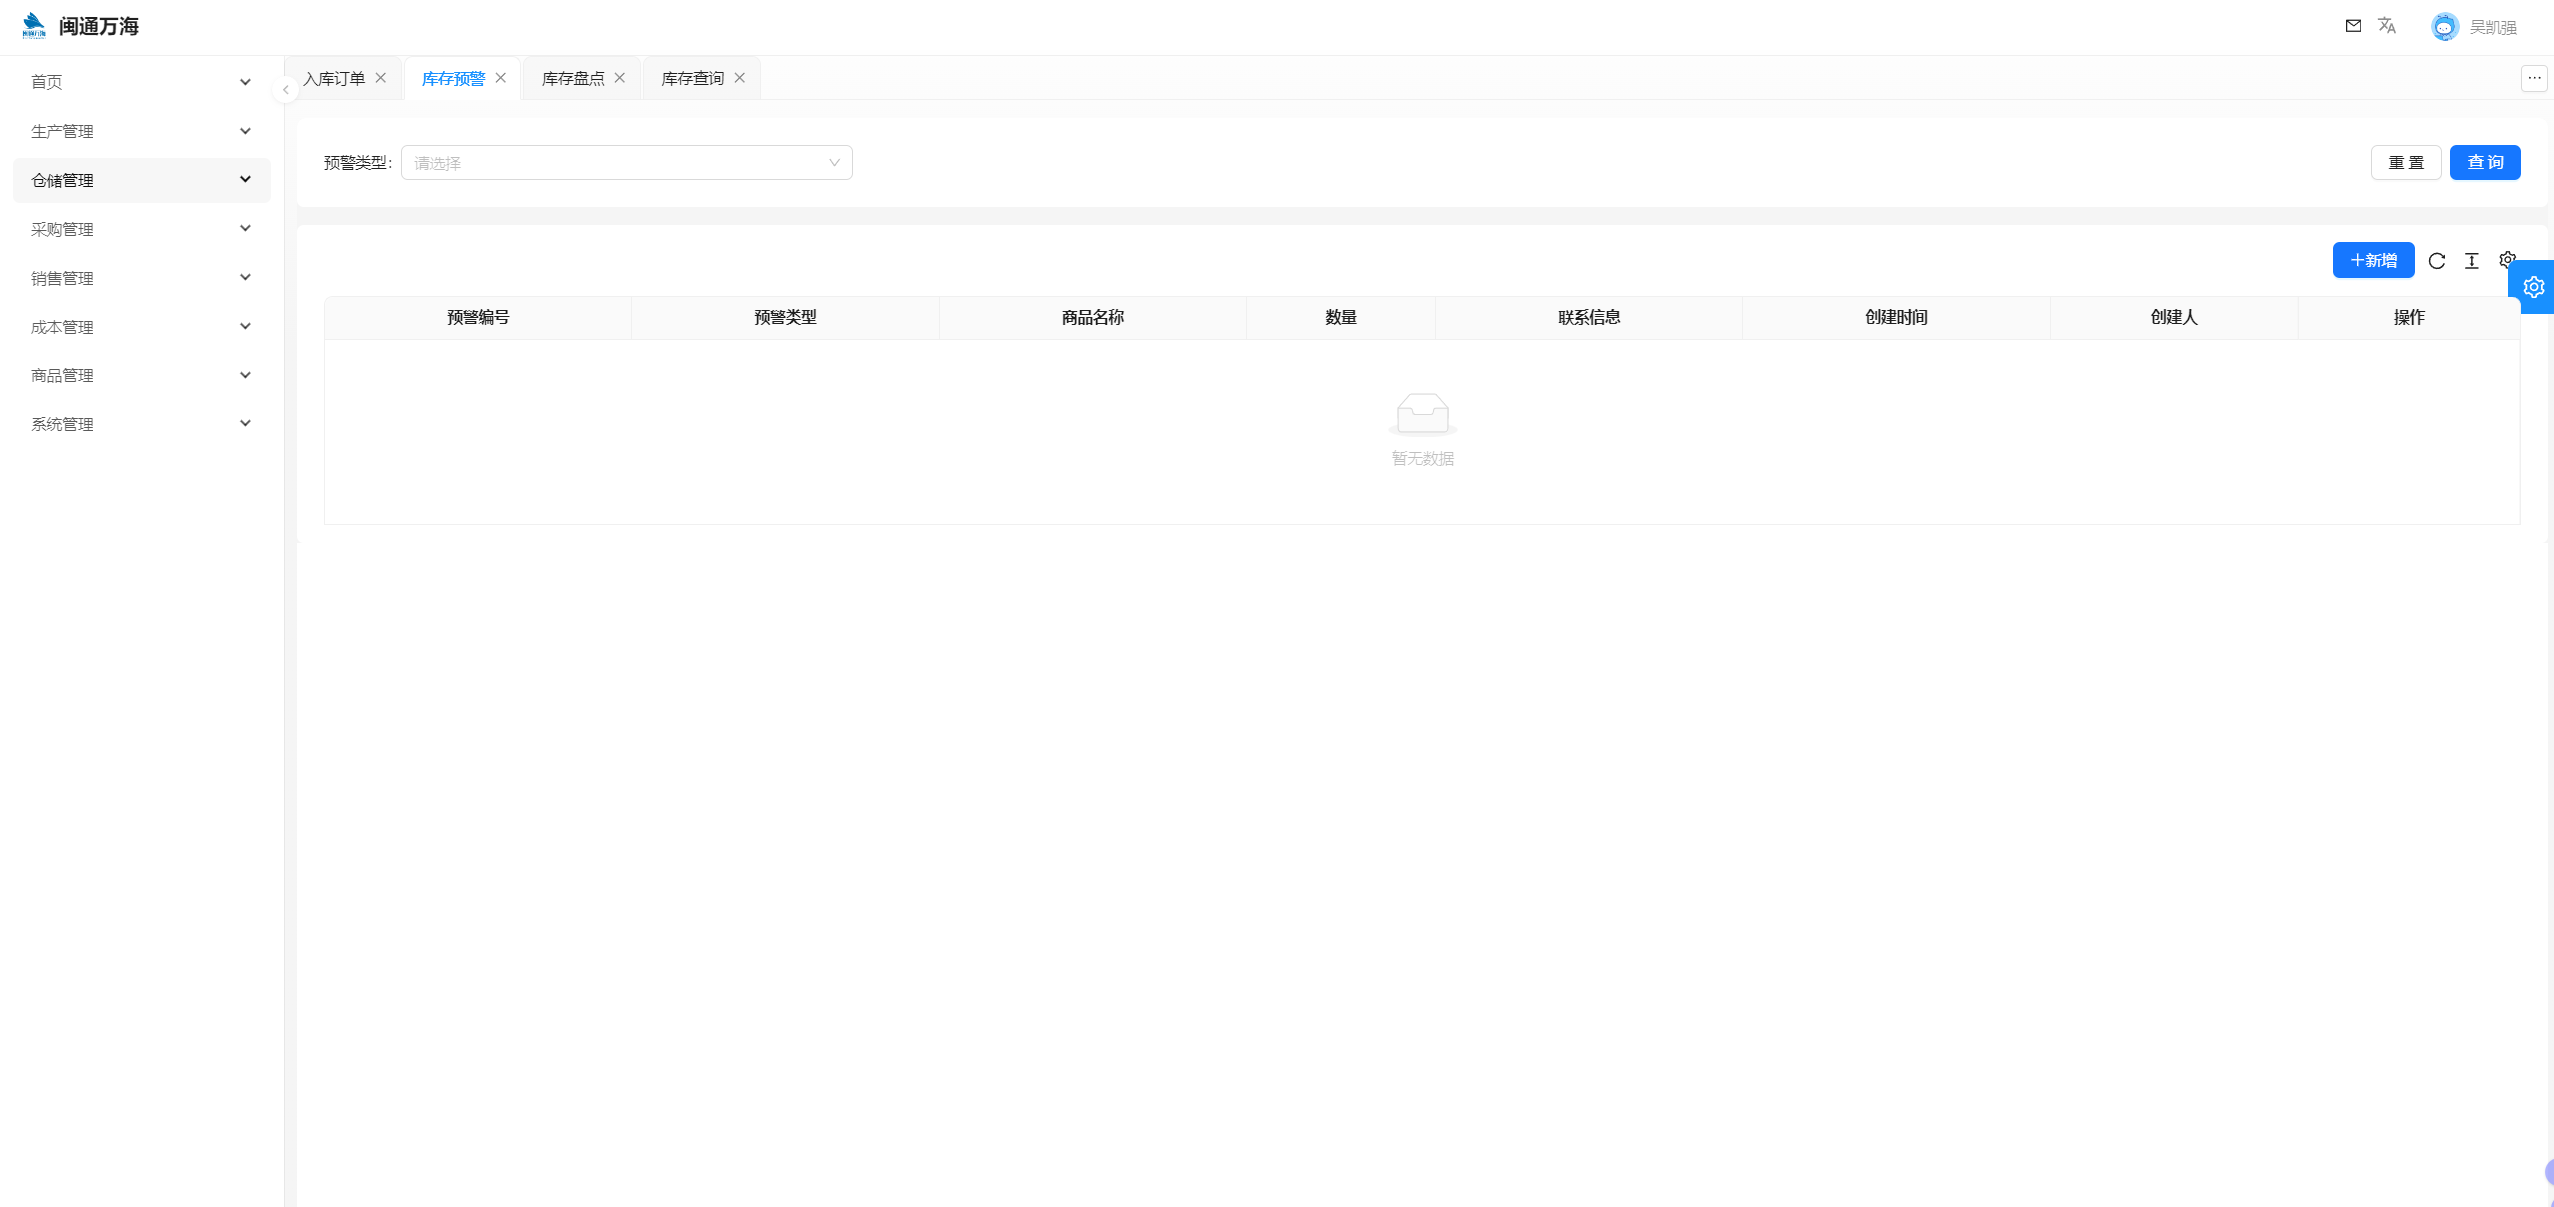 闽通万海
吴凯强
首页
生产管理
仓储管理
采购管理
销售管理
成本管理
商品管理
系统管理
入库订单 库存预警 库存盘点 库存查询
预警类型: 请选择
重 置 查 询
新增
预警编号 预警类型 商品名称 数量 联系信息 创建时间 创建人 操作
暂无数据